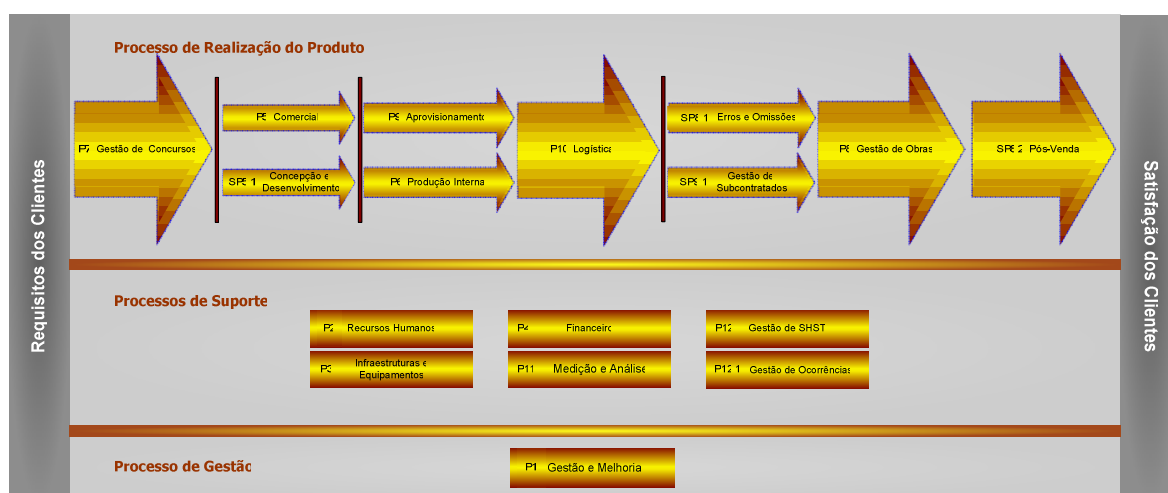 Processo de Realização do Produto
Requisitos dos Clientes
Gestão de Concursos
Comercial
Concepção e
Desenvolvimento
Aprovisionamento
Produção Interna
P10 Logística
Erros e Omissões
Gestão de
Subcontratados
Gestão de Obras
Pós-Venda
Satisfação dos Clientes
Processos de Suporte
P2 Recursos Humanos
P3 Infraestruturas e
Equipamentos
P4 Financeiro
P11 Medição e Análise
P12 Gestão de SHST
P12.1 Gestão de Ocorrências
Processo de Gestão
P1 Gestão e Melhoria